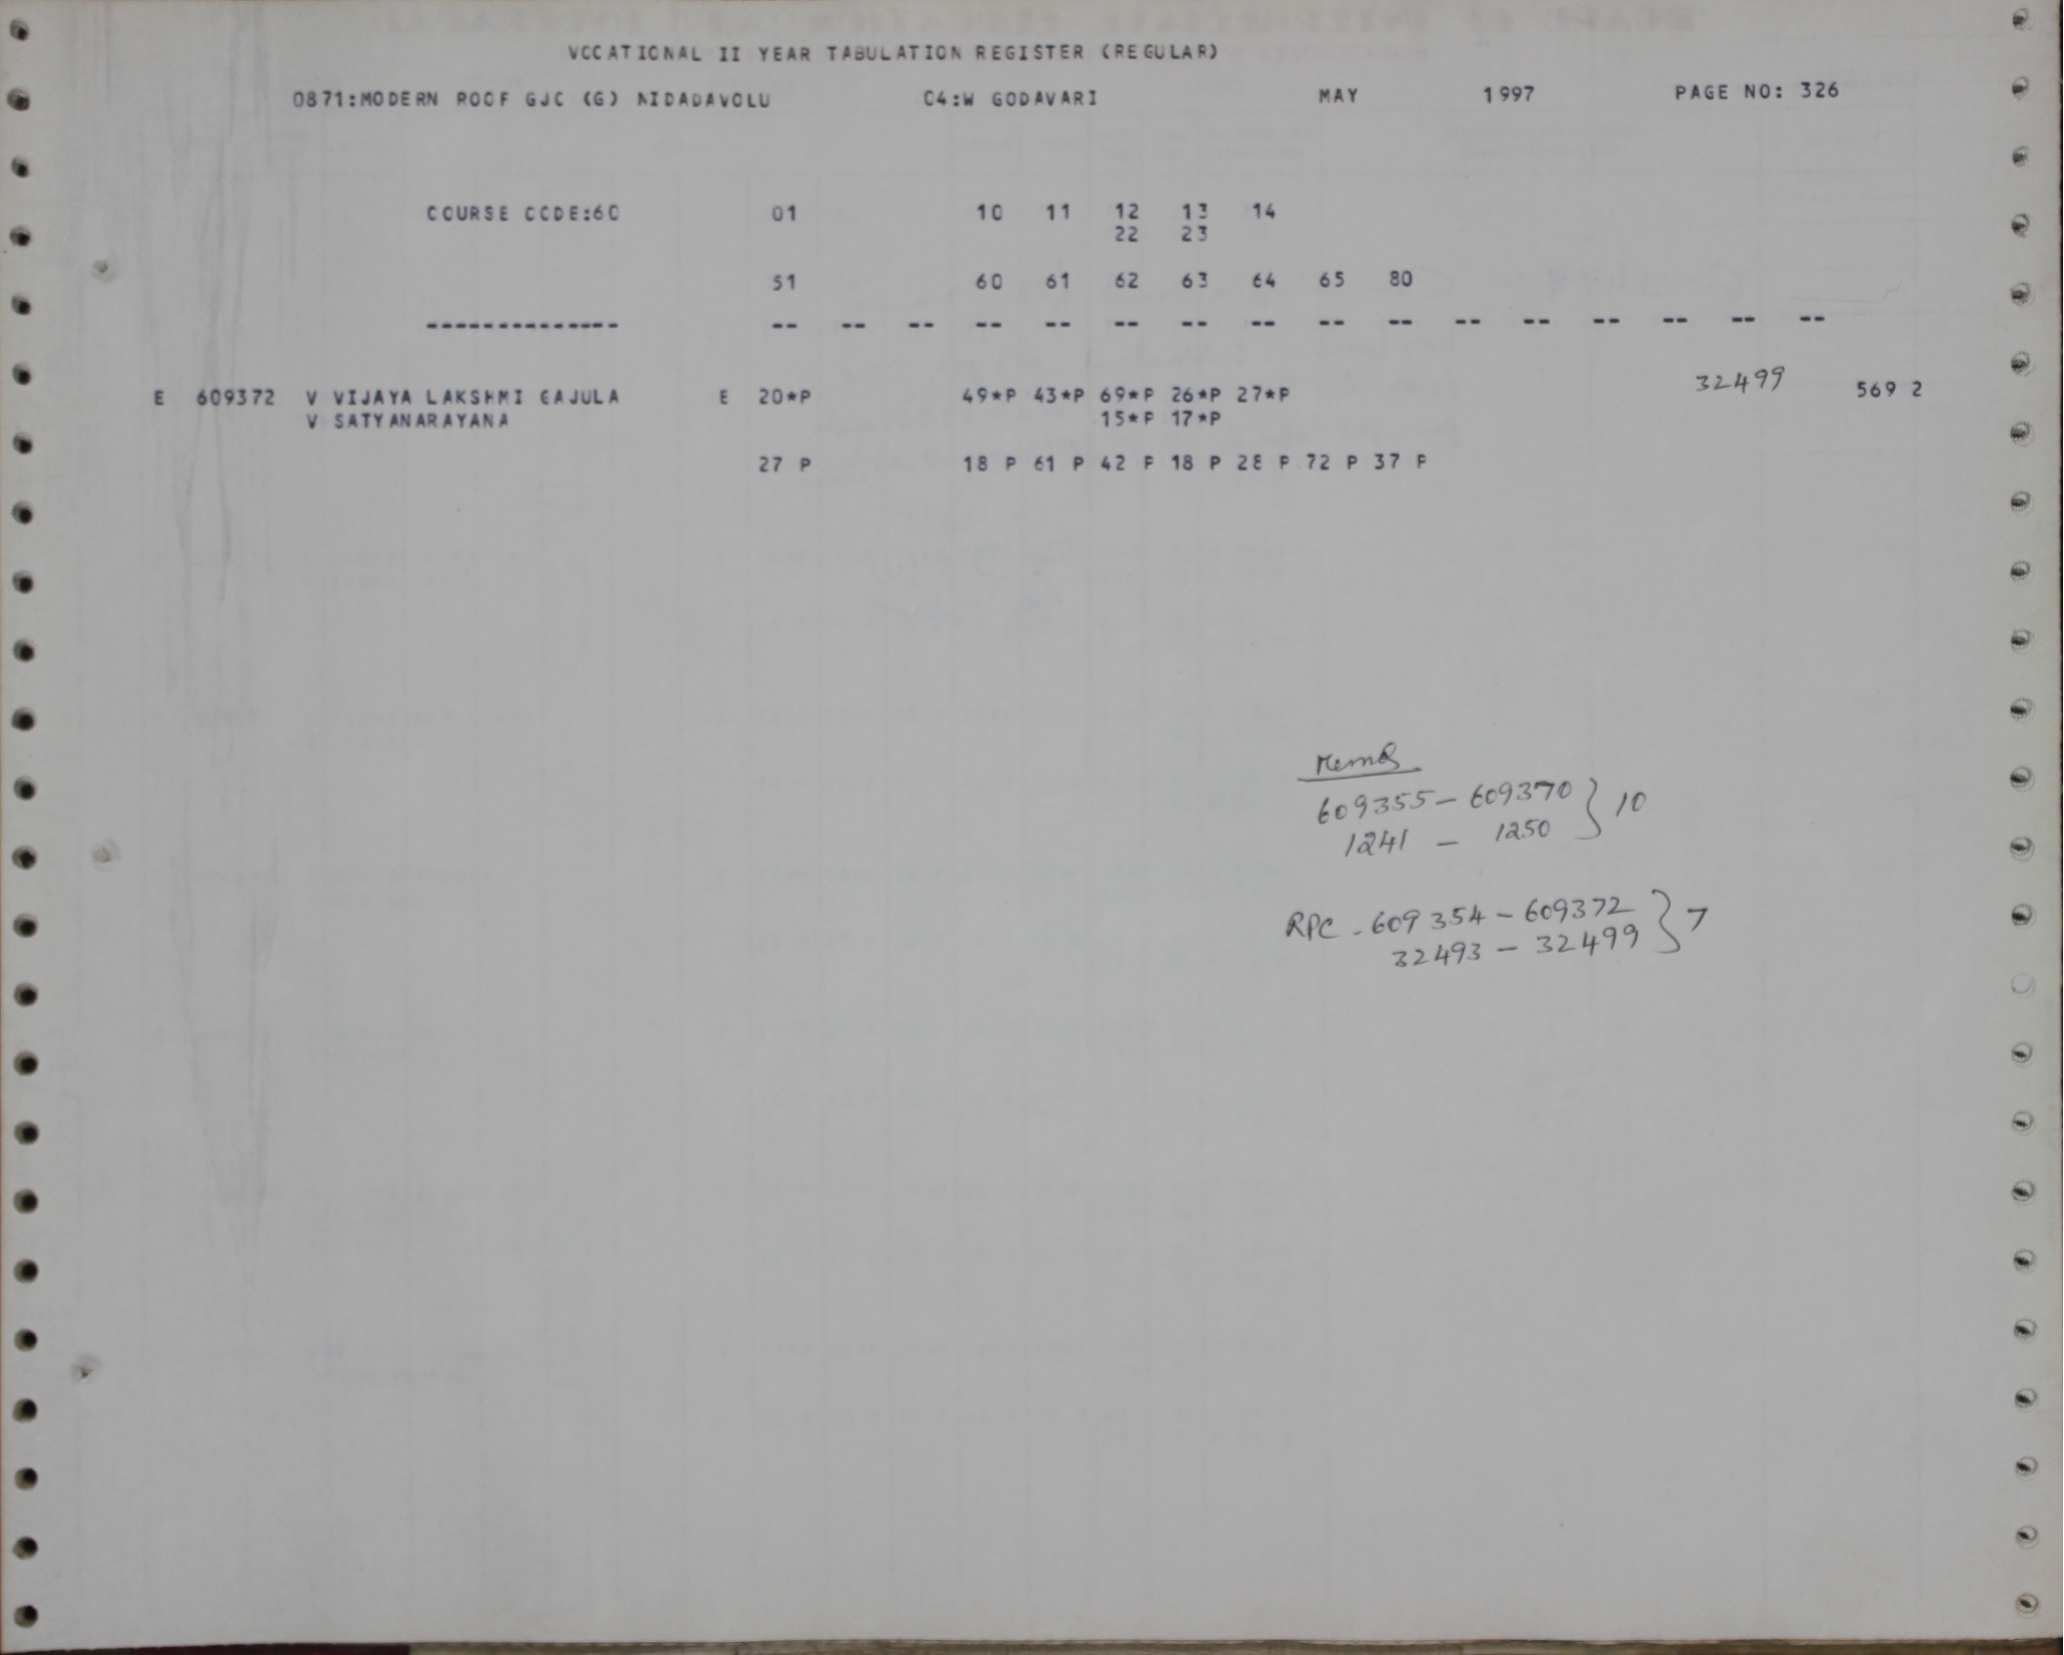 VCCATIONAL II YEAR TABULATION REGISTER (REGULAR)
0871:MODERN ROOF GJC (G) NIDADAVOLU C4:W GODAVARI MAY 1997 PAGE NO: 326
COURSE CCDE:60 01 10 11 12 13 14
22 23
51 60 61 62 63 64 65 80
-------------- -- -- -- -- -- -- -- -- -- -- -- -- -- -- -- --
E 609372 V VIJAYA LAKSHMI GAJULA E 20*P 49*P 43*P 69*P 26*P 27*P 32499 569 2
V SATYANARAYANA 15*P 17*P
27 P 18 P 61 P 42 P 18 P 28 P 72 P 37 P
609355 - 609370 } 10
1241 - 1250
RPC - 609354 - 609372 } 7
32493 - 32499